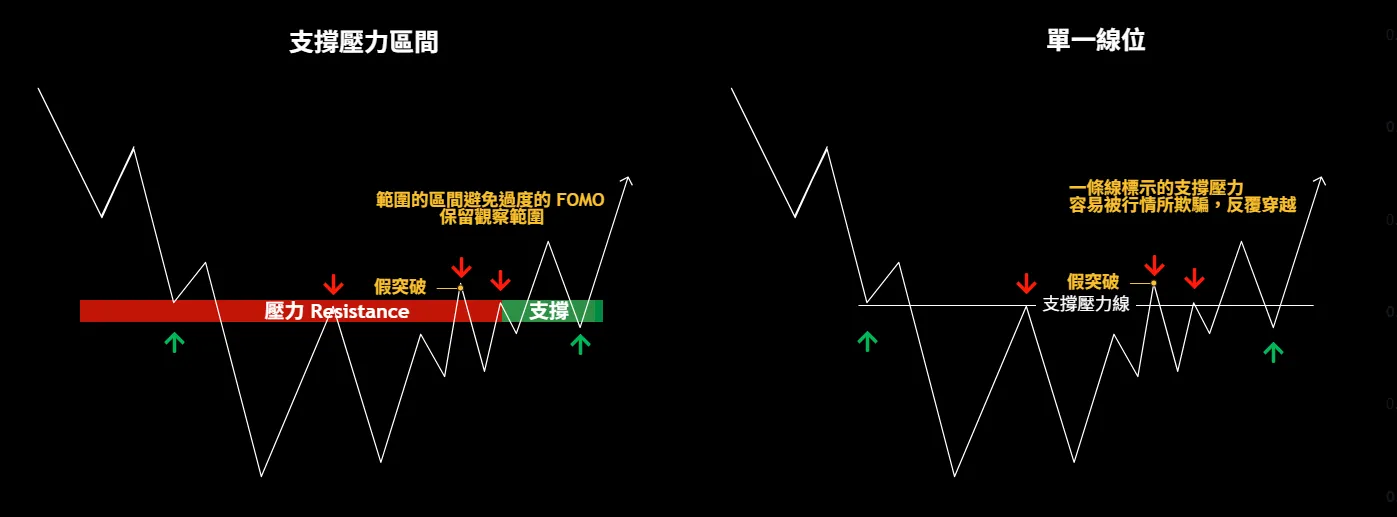 支撐壓力區間
範圍的區間避免過度的 FOMO
保留觀察範圍
假突破
壓力 Resistance
支撐
單一線位
一條線標示的支撐壓力
容易被行情所欺騙，反覆穿越
假突破
支撐壓力線